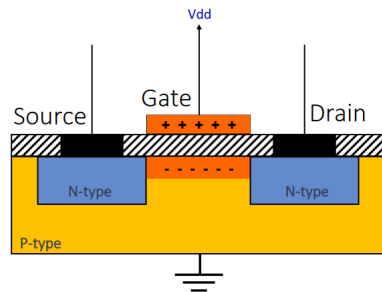 Vdd
Source
Gate
Drain
+ + + + +
- - - - - -
N-type
N-type
P-type